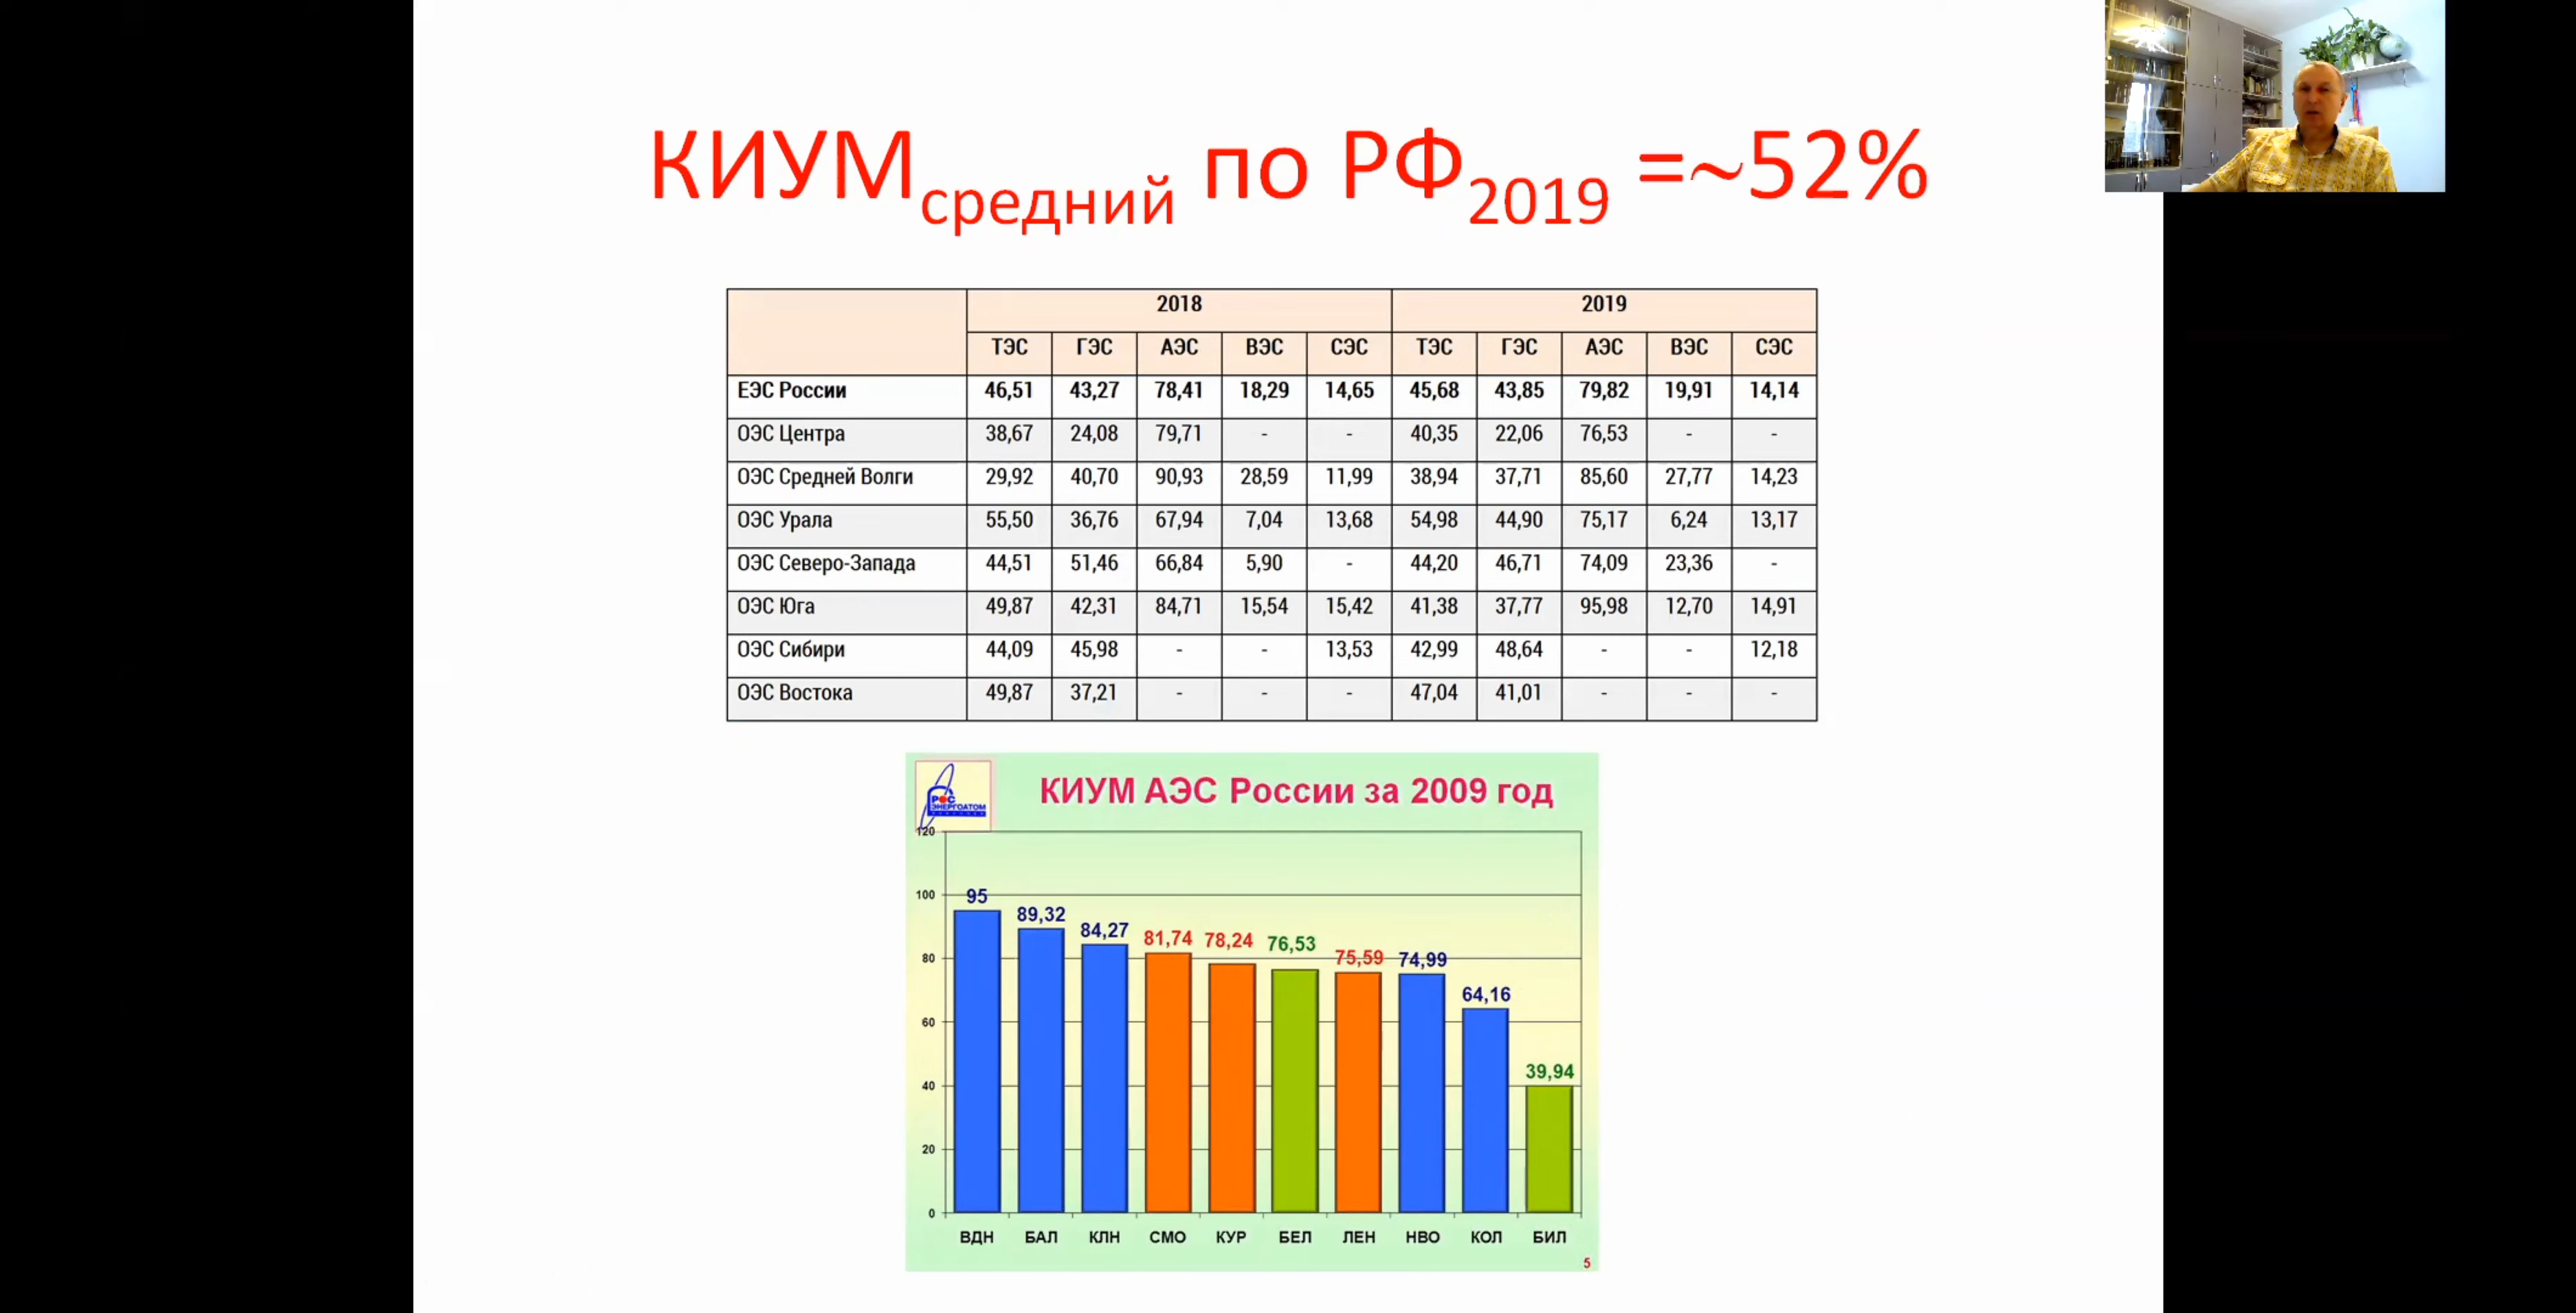 КИУМсредний по РФ2019 =~52%
2018 2019
ТЭС ГЭС АЭС ВЭС СЭС ТЭС ГЭС АЭС ВЭС СЭС
ЕЭС России 46,51 43,27 78,41 18,29 14,65 45,68 43,85 79,82 19,91 14,14
ОЭС Центра 38,67 24,08 79,71 - - 40,35 22,06 76,53 - -
ОЭС Средней Волги 29,92 40,70 90,93 28,59 11,99 38,94 37,71 85,60 27,77 14,23
ОЭС Урала 55,50 36,76 67,94 7,04 13,68 54,98 44,90 75,17 6,24 13,17
ОЭС Северо-Запада 44,51 51,46 66,84 5,90 - 44,20 46,71 74,09 23,36 -
ОЭС Юга 49,87 42,31 84,71 15,54 15,42 41,38 37,77 95,98 12,70 14,91
ОЭС Сибири 44,09 45,98 - - 13,53 42,99 48,64 - - 12,18
ОЭС Востока 49,87 37,21 - - - 47,04 41,01 - - -
РОС
ЭНЕРГОАТОМ
КИУМ АЭС России за 2009 год
120
100
80
60
40
20
0
95 89,32 84,27 81,74 78,24 76,53 75,59 74,99 64,16 39,94
ВДН БАЛ КЛН СМО КУР БЕЛ ЛЕН НВО КОЛ БИЛ
5